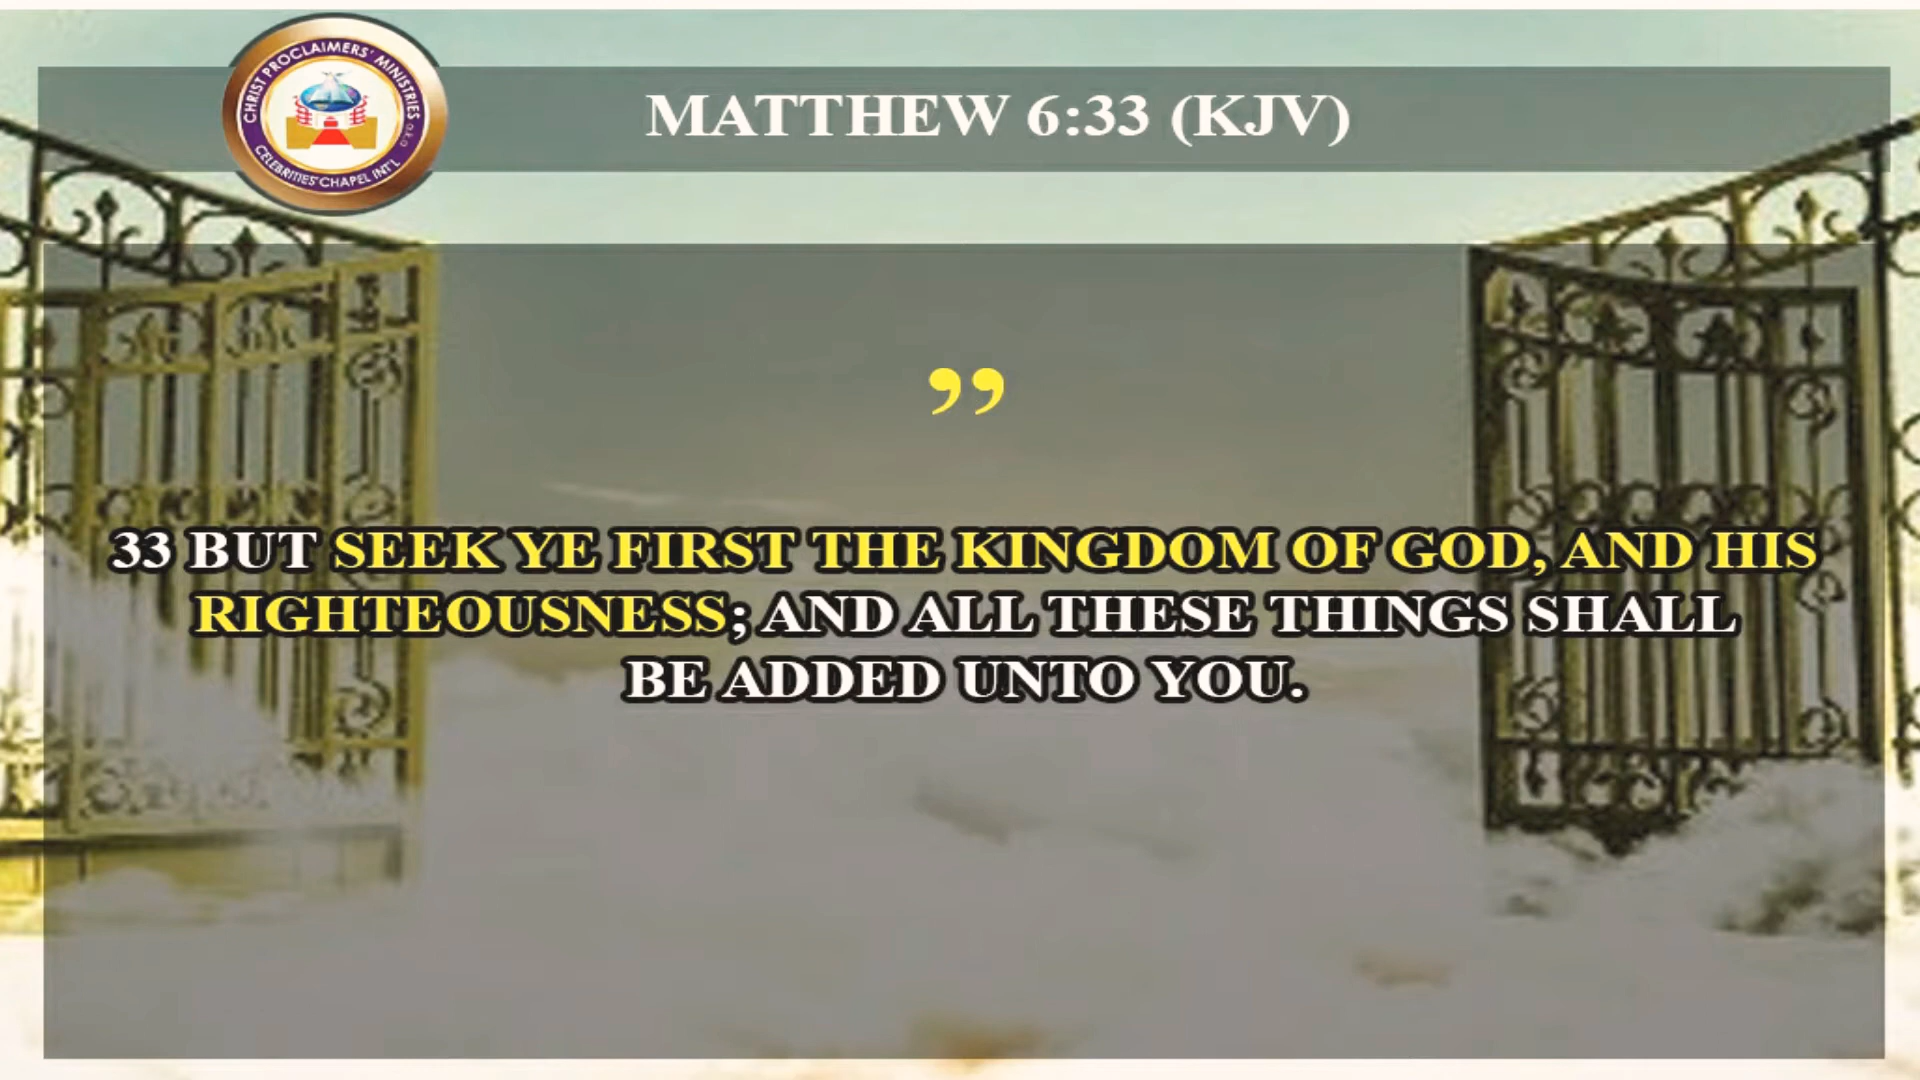 CHRIST PROCLAIMERS' MINISTRIES
CELEBRITIES' CHAPEL INT'L
MATTHEW 6:33 (KJV)
”
33 BUT SEEK YE FIRST THE KINGDOM OF GOD, AND HIS
RIGHTEOUSNESS; AND ALL THESE THINGS SHALL
BE ADDED UNTO YOU.